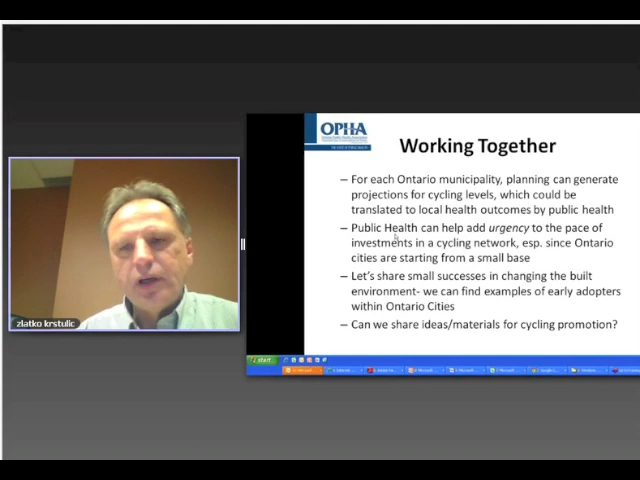 OPHA
Working Together
– For each Ontario municipality, planning can generate
projections for cycling levels, which could be
translated to local health outcomes by public health
– Public Health can help add urgency to the pace of
investments in a cycling network, esp. since Ontario
cities are starting from a small base
– Let's share small successes in changing the built
environment- we can find examples of early adopters
within Ontario Cities
– Can we share ideas/materials for cycling promotion?
zlatko krstulic
start